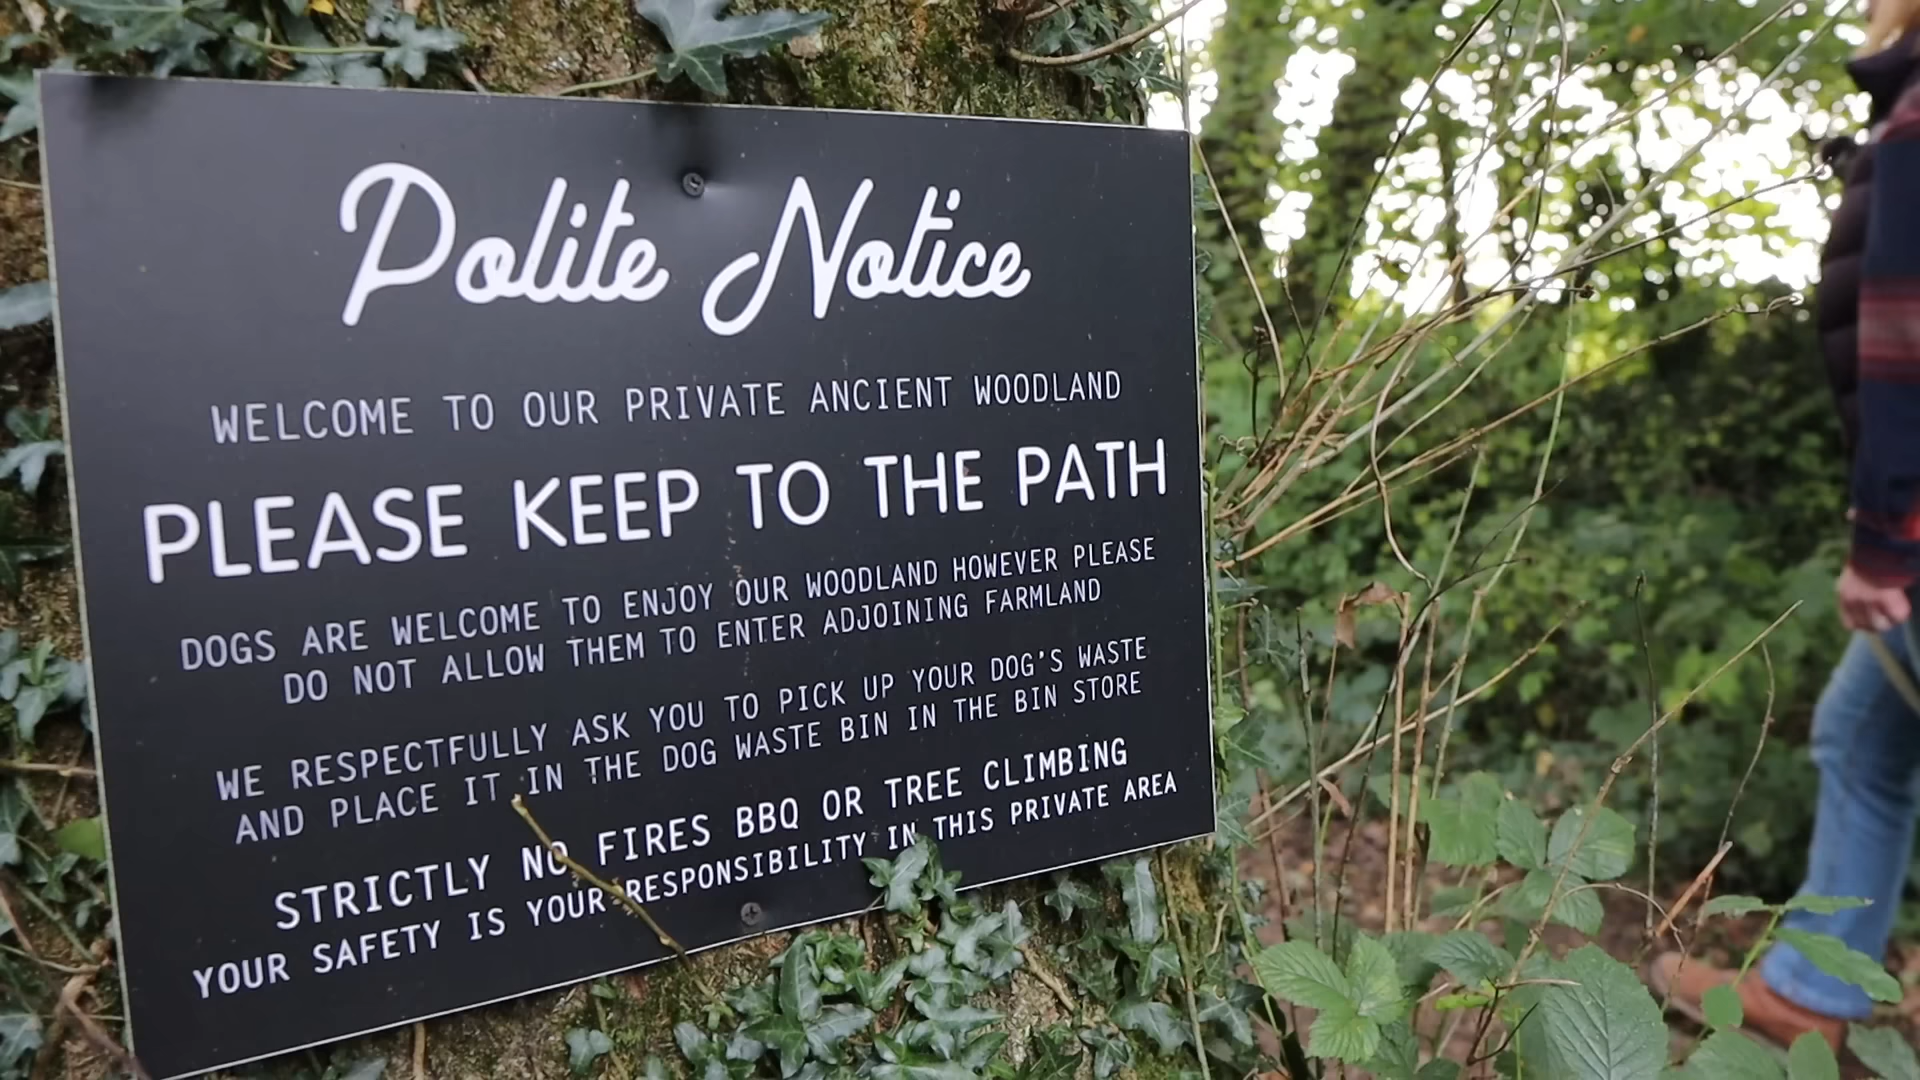 Polite Notice
WELCOME TO OUR PRIVATE ANCIENT WOODLAND
PLEASE KEEP TO THE PATH
DOGS ARE WELCOME TO ENJOY OUR WOODLAND HOWEVER PLEASE
DO NOT ALLOW THEM TO ENTER ADJOINING FARMLAND
WE RESPECTFULLY ASK YOU TO PICK UP YOUR DOG'S WASTE
AND PLACE IT IN THE DOG WASTE BIN IN THE BIN STORE
STRICTLY NO FIRES BBQ OR TREE CLIMBING
YOUR SAFETY IS YOUR RESPONSIBILITY IN THIS PRIVATE AREA